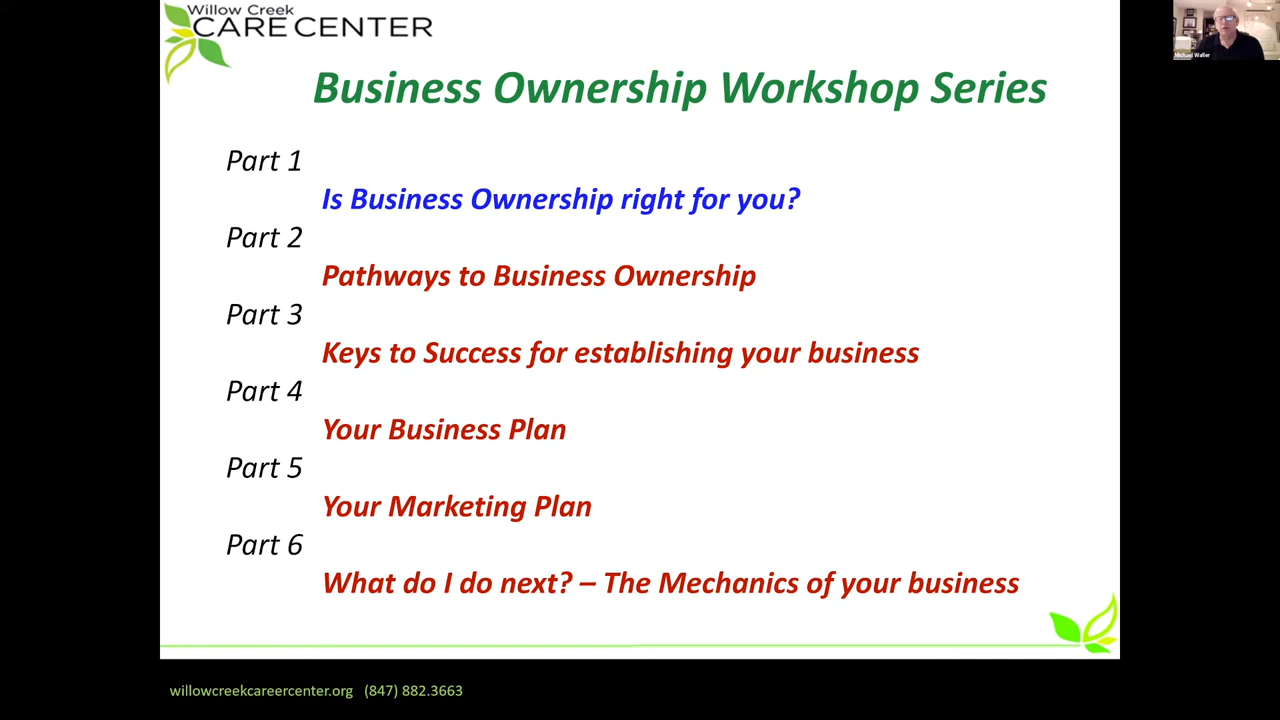 Willow Creek
CARE CENTER
Business Ownership Workshop Series
Part 1
Is Business Ownership right for you?
Part 2
Pathways to Business Ownership
Part 3
Keys to Success for establishing your business
Part 4
Your Business Plan
Part 5
Your Marketing Plan
Part 6
What do I do next? – The Mechanics of your business
willowcreekcareercenter.org (847) 882.3663
Michael Waller